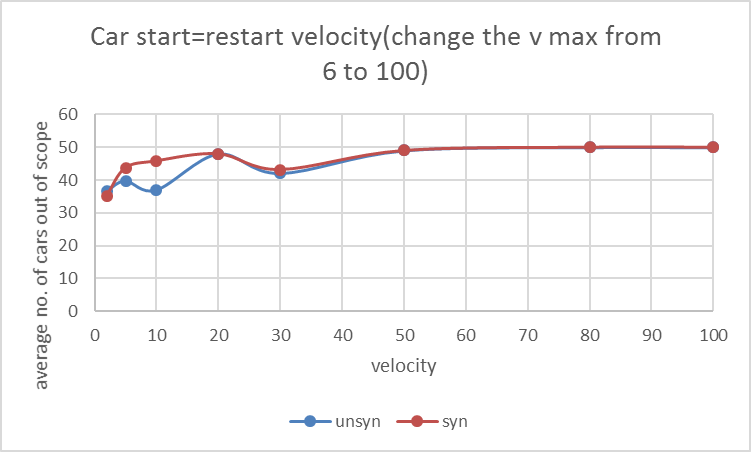 Car start=restart velocity(change the v max from
6 to 100)
average no. of cars out of scope
60
50
40
30
20
10
0
0 10 20 30 40 50 60 70 80 90 100
velocity
unsyn syn